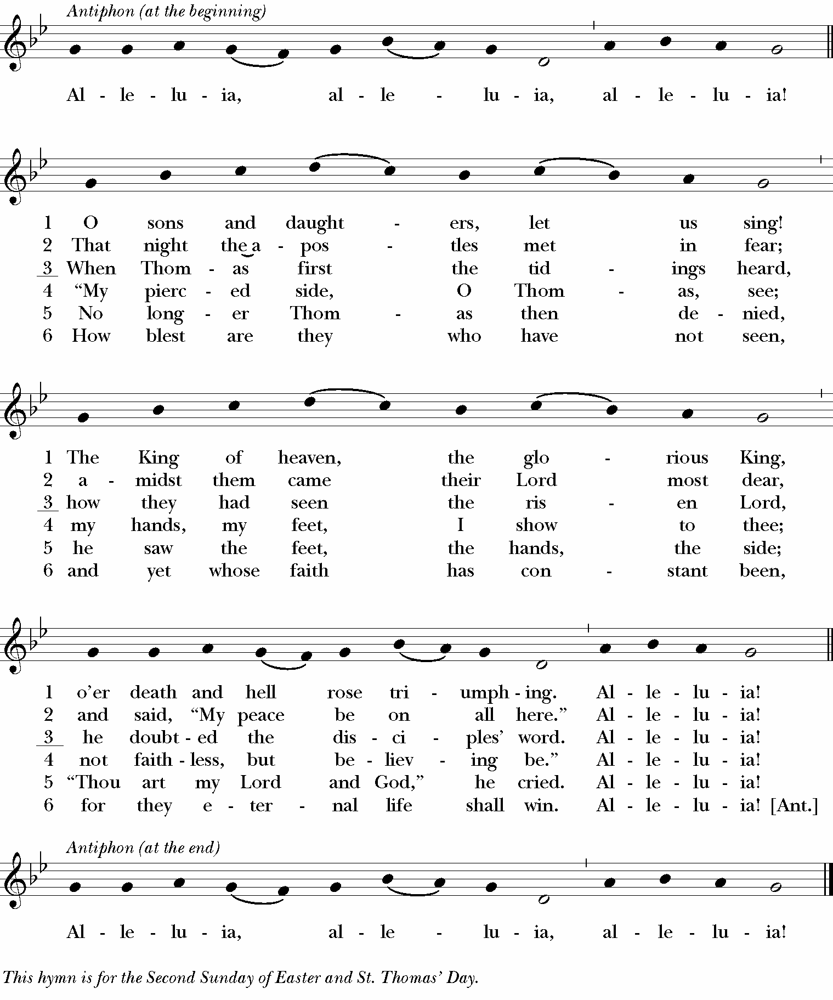 Antiphon (at the beginning)
Al - le - lu - ia, al - le - lu - ia, al - le - lu - ia!
1 O sons and daught - ers, let us sing!
2 That night the a - pos - tles met in fear;
3 When Thom - as first the tid - ings heard,
4 “My pierc - ed side, O Thom - as, see;
5 No long - er Thom - as then de - nied,
6 How blest are they who have not seen,
1 The King of heaven, the glo - rious King,
2 a - midst them came their Lord most dear,
3 how they had seen the ris - en Lord,
4 my hands, my feet, I show to thee;
5 he saw the feet, the hands, the side;
6 and yet whose faith has con - stant been,
1 o’er death and hell rose tri - umph - ing. Al - le - lu - ia!
2 and said, “My peace be on all here.” Al - le - lu - ia!
3 he doubt - ed the dis - ci - ples’ word. Al - le - lu - ia!
4 not faith - less, but be - liev - ing be.” Al - le - lu - ia!
5 “Thou art my Lord and God,” he cried. Al - le - lu - ia!
6 for they e - ter - nal life shall win. Al - le - lu - ia! [Ant.]
Antiphon (at the end)
Al - le - lu - ia, al - le - lu - ia, al - le - lu - ia!
This hymn is for the Second Sunday of Easter and St. Thomas’ Day.